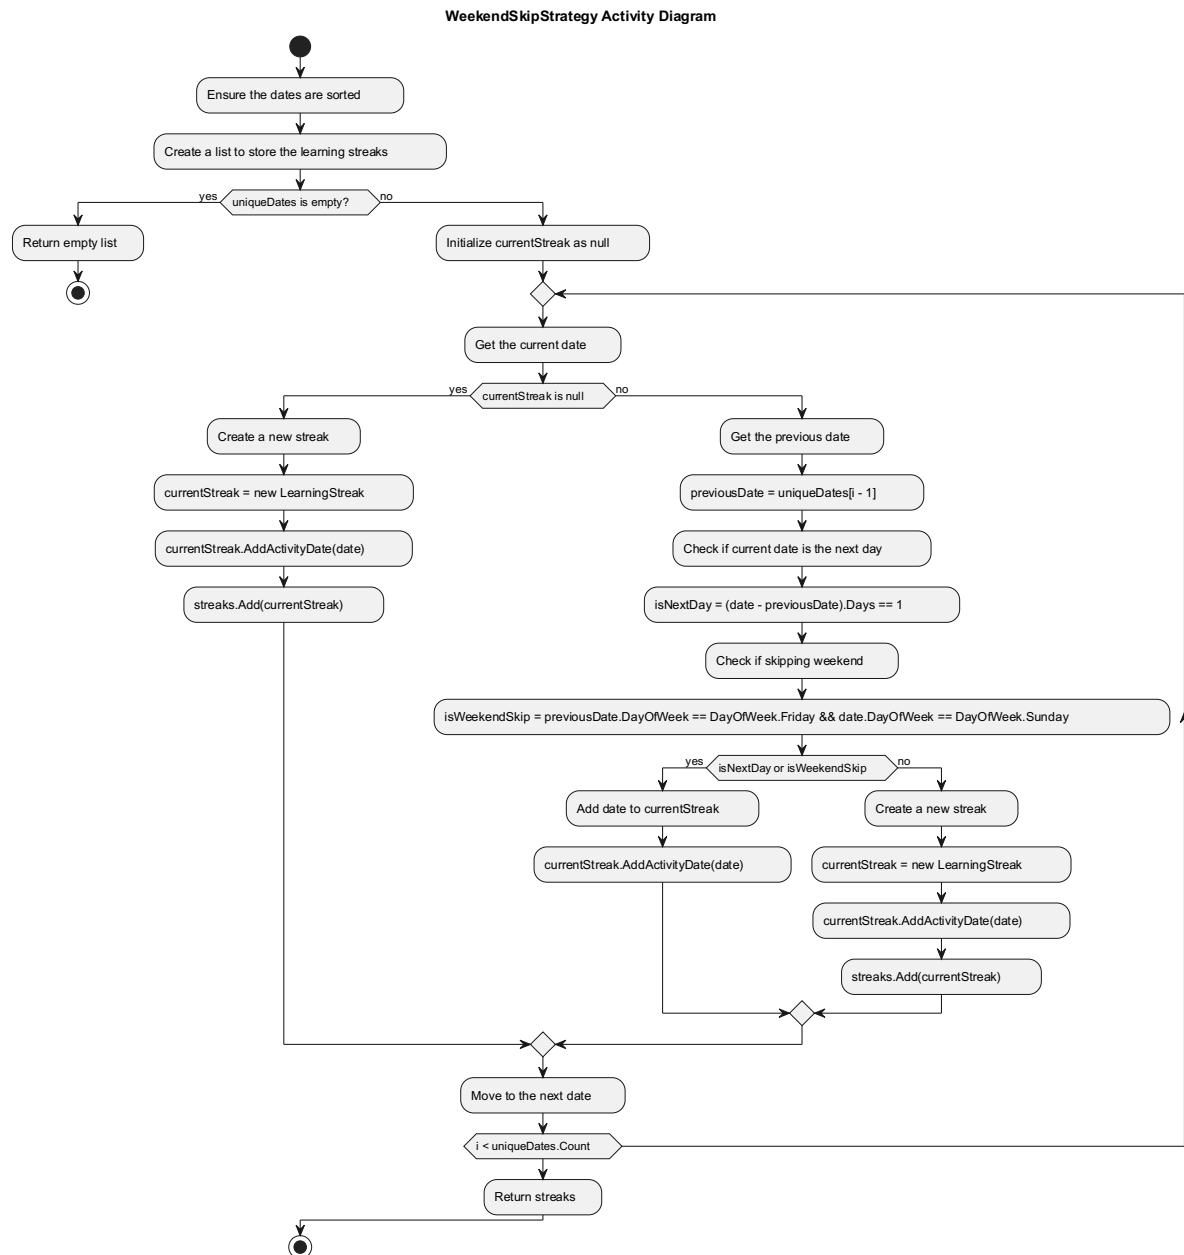 WeekendSkipStrategy Activity Diagram
Ensure the dates are sorted
Create a list to store the learning streaks
yes
uniqueDates is empty?
no
Return empty list
Initialize currentStreak as null
Get the current date
yes
currentStreak is null
no
Create a new streak
currentStreak = new LearningStreak
currentStreak.AddActivityDate(date)
streaks.Add(currentStreak)
Get the previous date
previousDate = uniqueDates[i - 1]
Check if current date is the next day
isNextDay = (date - previousDate).Days == 1
Check if skipping weekend
isWeekendSkip = previousDate.DayOfWeek == DayOfWeek.Friday && date.DayOfWeek == DayOfWeek.Sunday
yes
isNextDay or isWeekendSkip
no
Add date to currentStreak
currentStreak.AddActivityDate(date)
Create a new streak
currentStreak = new LearningStreak
currentStreak.AddActivityDate(date)
streaks.Add(currentStreak)
Move to the next date
i < uniqueDates.Count
Return streaks